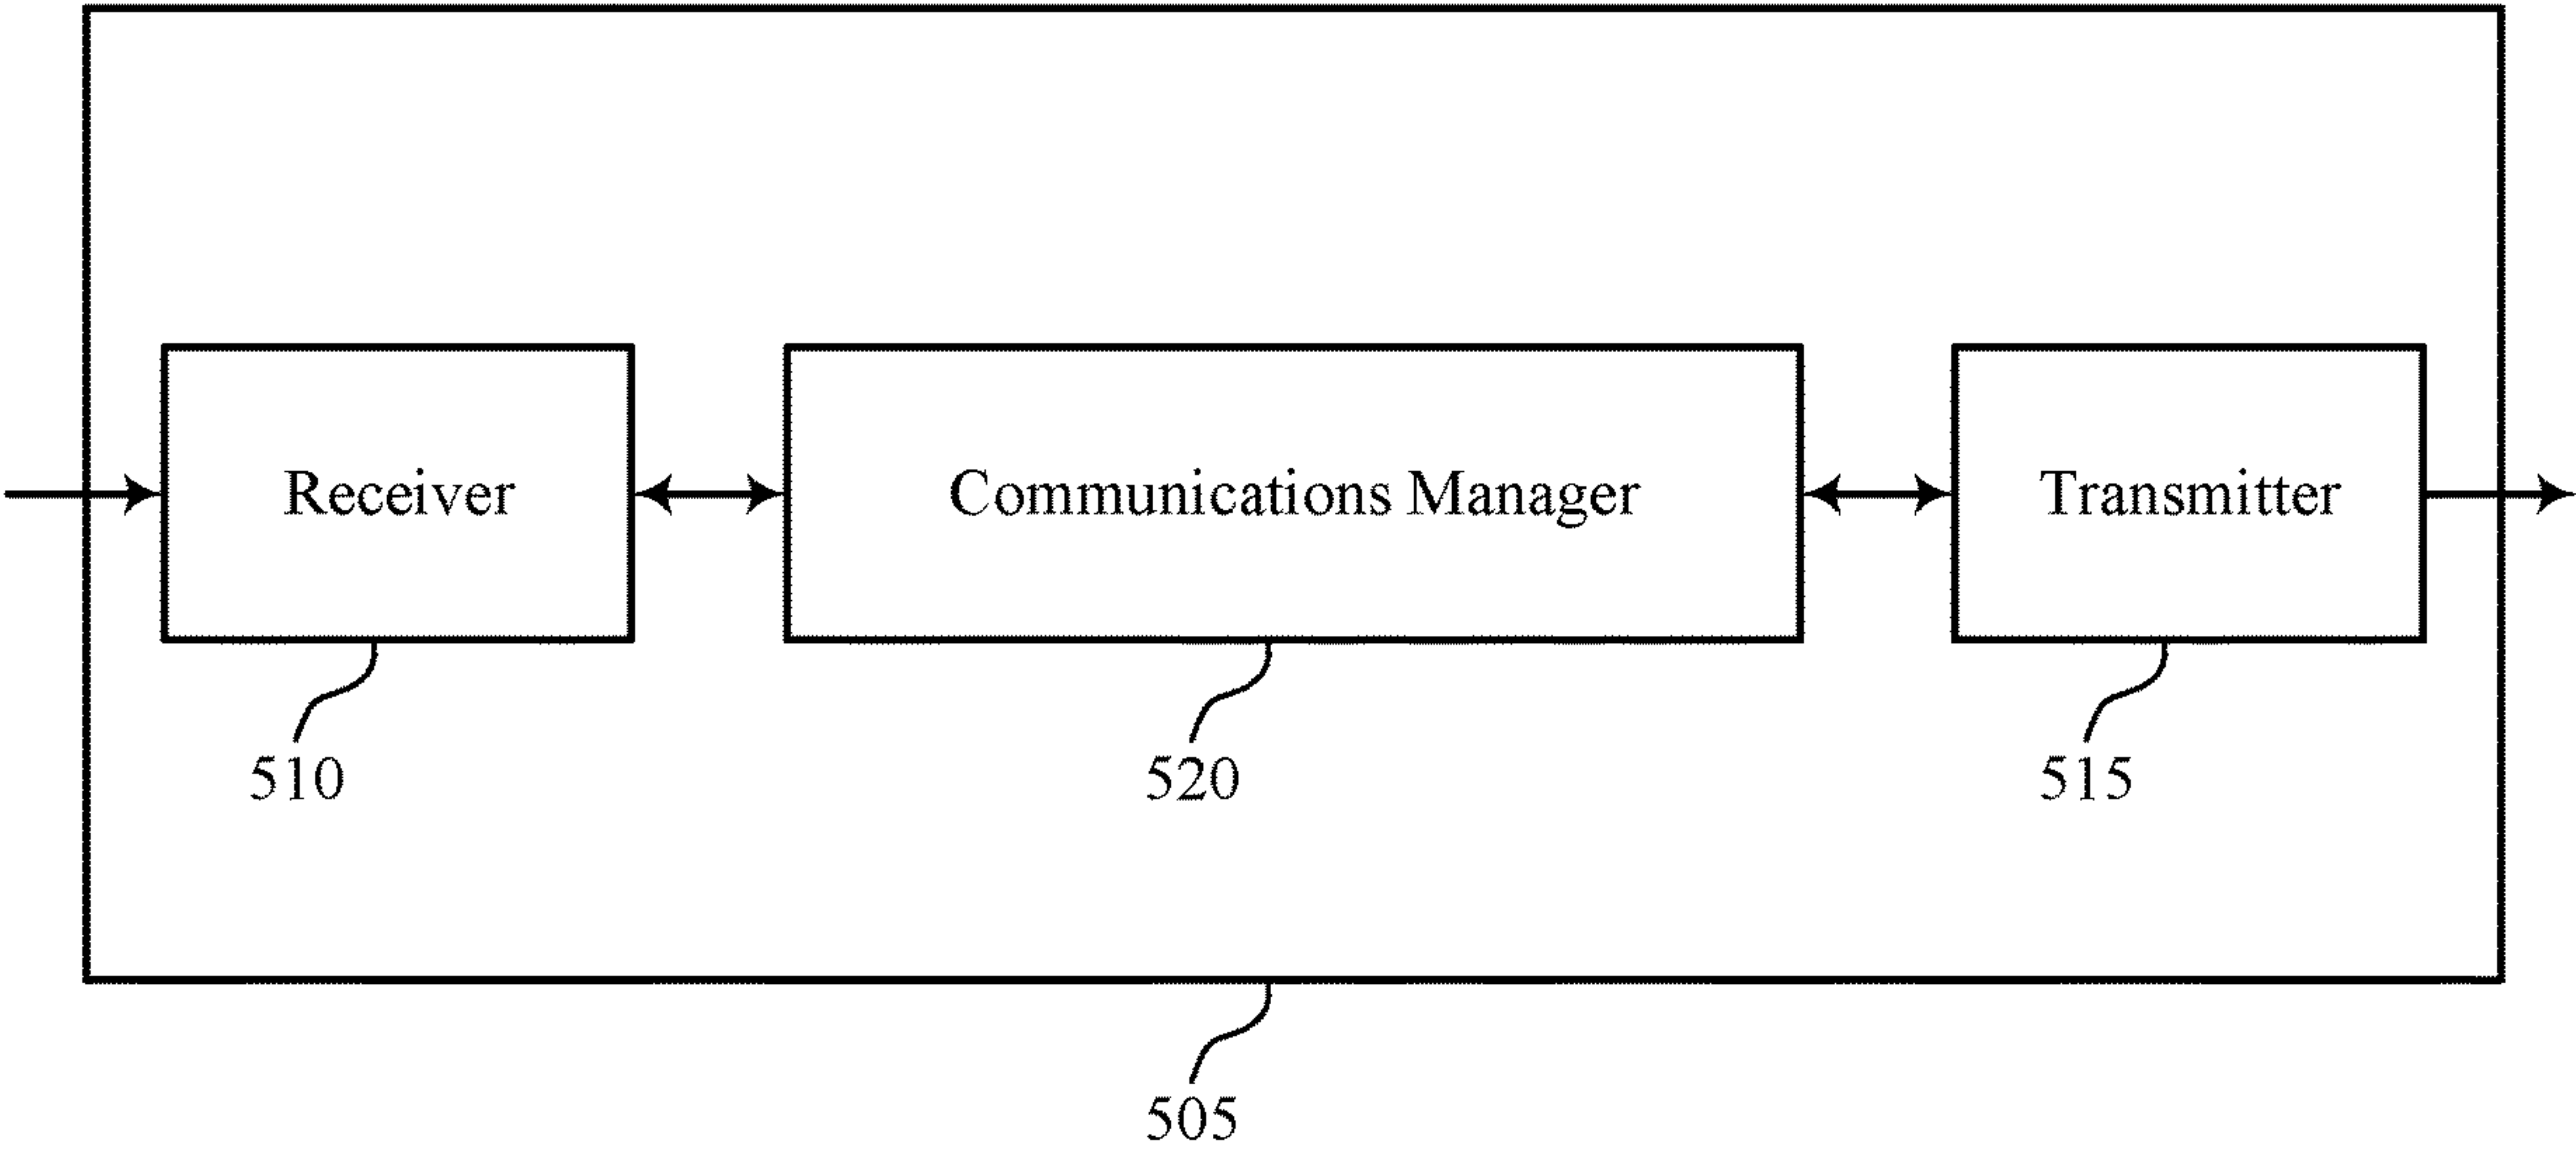 Receiver
Communications Manager
Transmitter
510
520
515
505